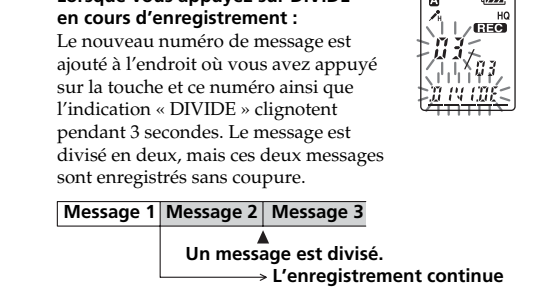 Lorsque vous appuyez sur DIVIDE
en cours d’enregistrement :
Le nouveau numéro de message est
ajouté à l’endroit où vous avez appuyé
sur la touche et ce numéro ainsi que
l’indication « DIVIDE » clignotent
pendant 3 secondes. Le message est
divisé en deux, mais ces deux messages
sont enregistrés sans coupure.
A
H HQ
REC
03
03
Message 1 Message 2 Message 3
Un message est divisé.
L’enregistrement continue